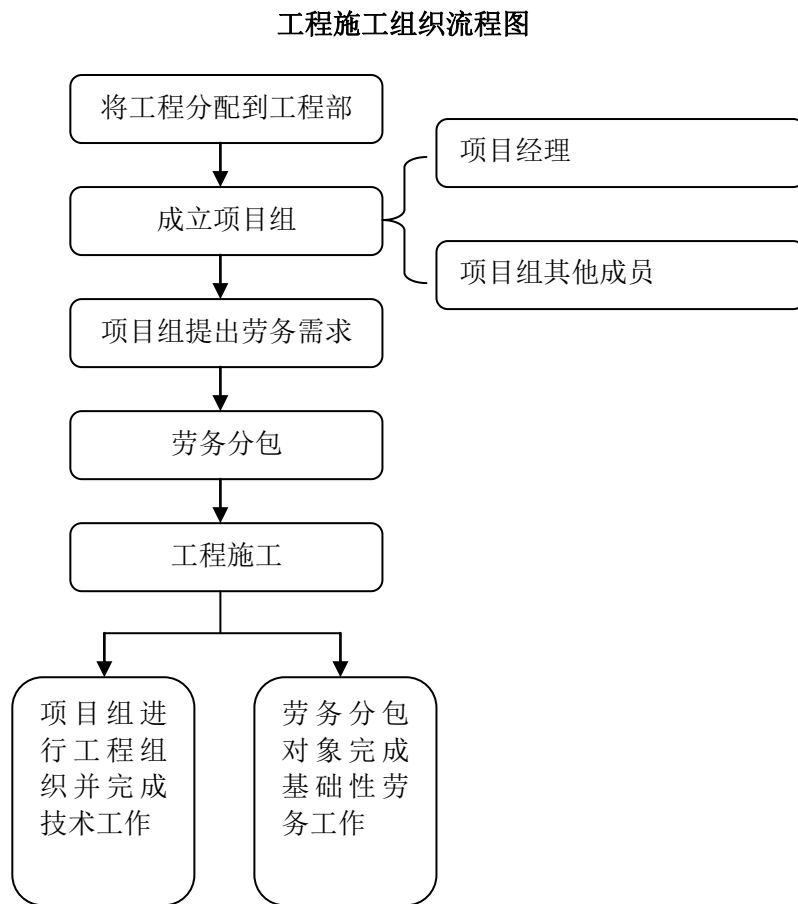 工程施工组织流程图
将工程分配到工程部
项目经理
成立项目组
项目组其他成员
项目组提出劳务需求
劳务分包
工程施工
项目组进
行工程组
织并完成
技术工作
劳务分包
对象完成
基础性劳
务工作